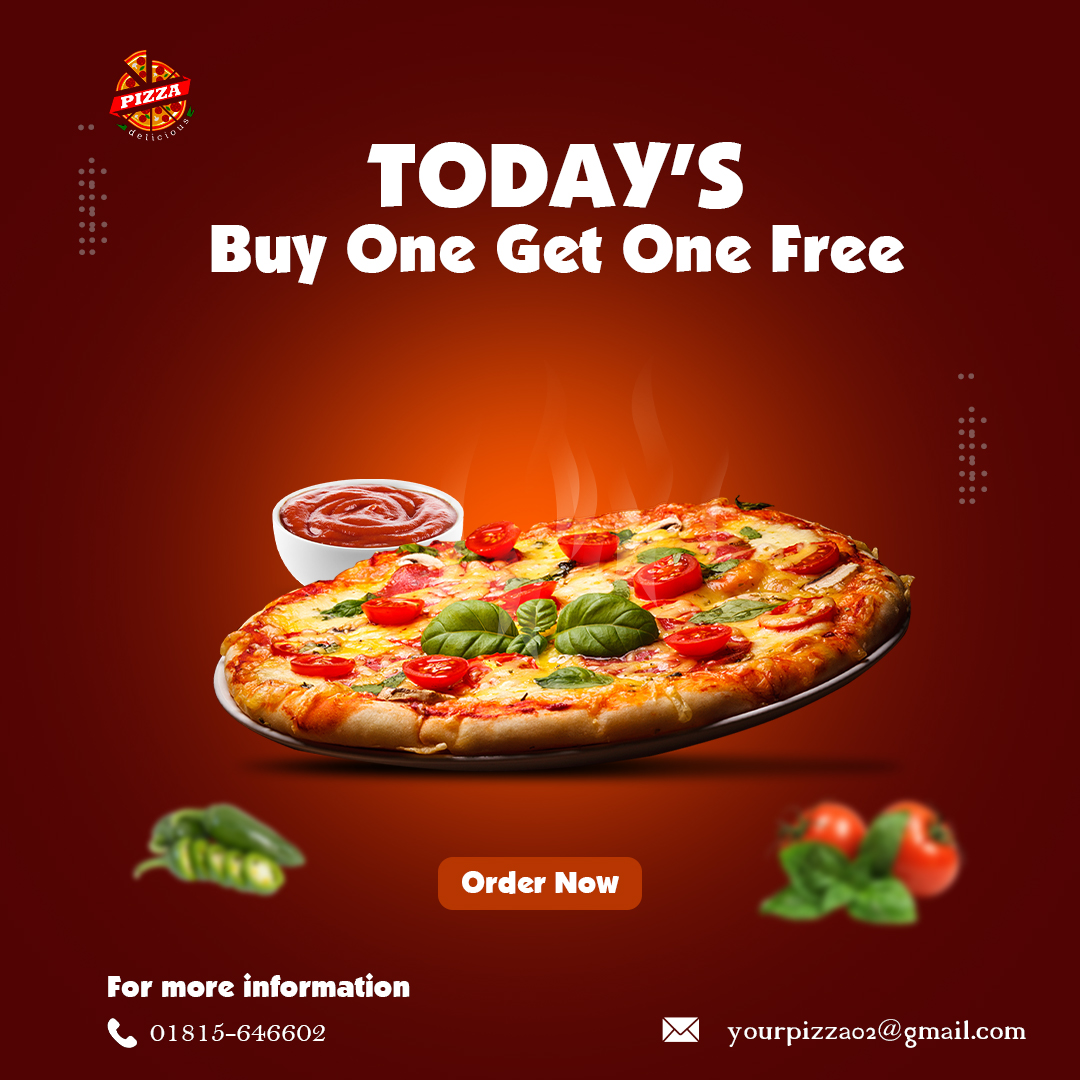 PIZZA
delicious
TODAY'S
Buy One Get One Free
Order Now
For more information
01815-646602
yourpizza02@gmail.com